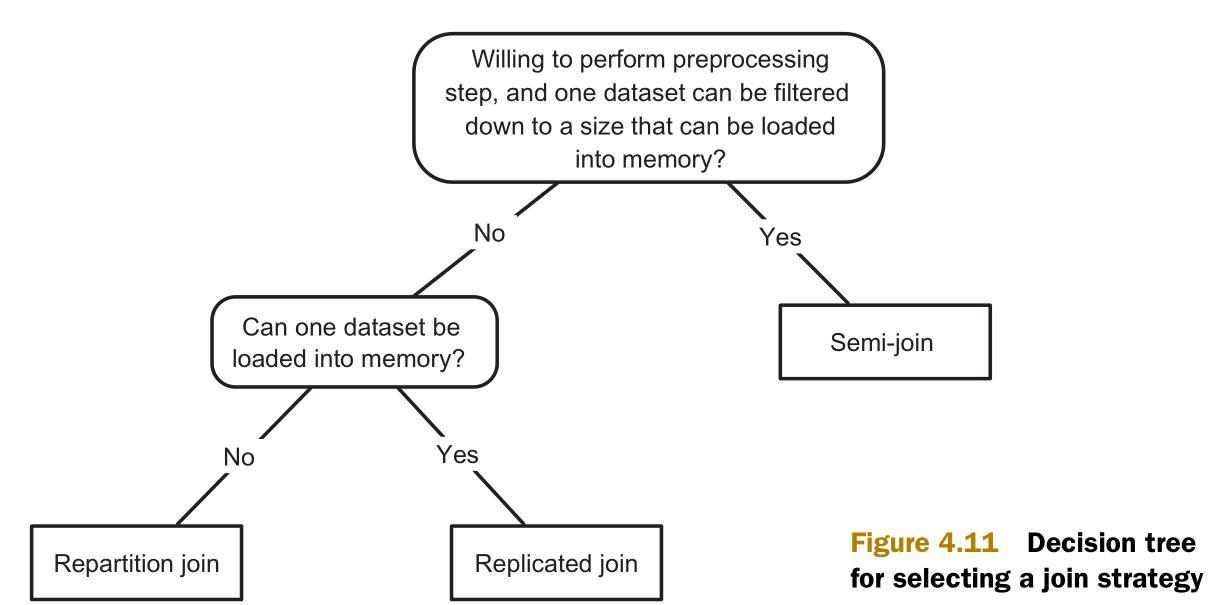 Willing to perform preprocessing
step, and one dataset can be filtered
down to a size that can be loaded
into memory?
No
Yes
Can one dataset be
loaded into memory?
Semi-join
No
Yes
Repartition join
Replicated join
Figure 4.11 Decision tree
for selecting a join strategy